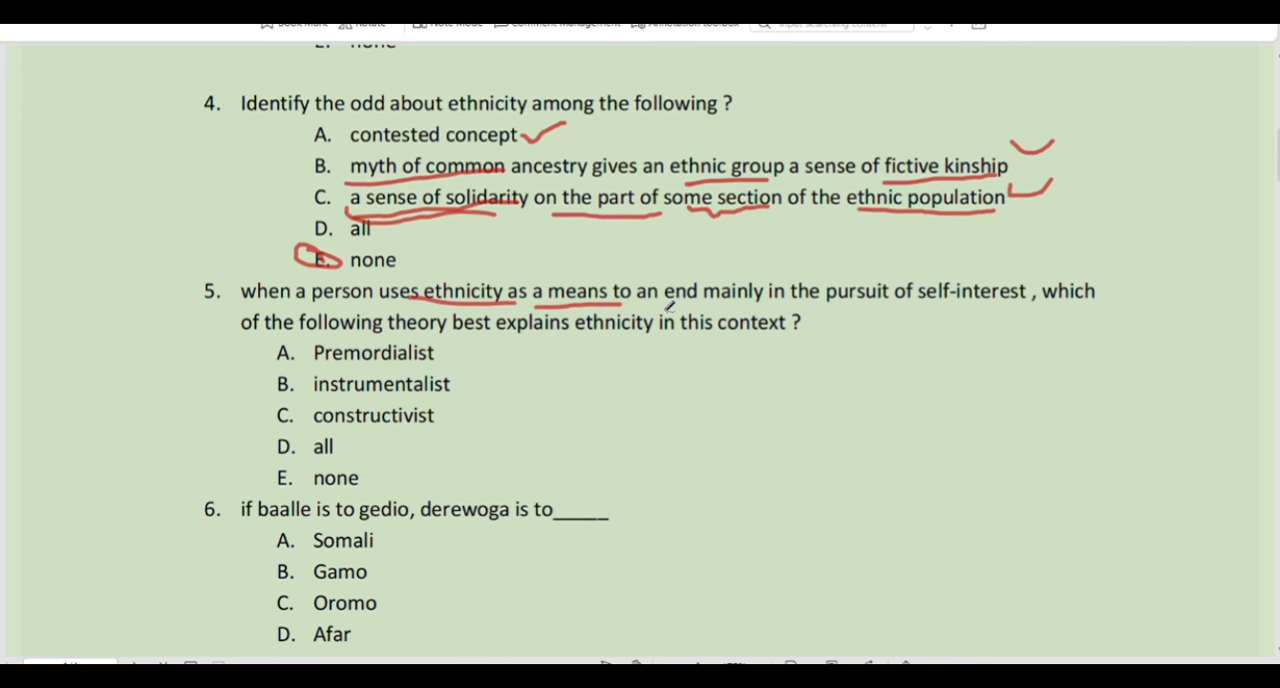 4. Identify the odd about ethnicity among the following ?
A. contested concept
B. myth of common ancestry gives an ethnic group a sense of fictive kinship
C. a sense of solidarity on the part of some section of the ethnic population
D. all
E. none
5. when a person uses ethnicity as a means to an end mainly in the pursuit of self-interest , which
of the following theory best explains ethnicity in this context ?
A. Premordialist
B. instrumentalist
C. constructivist
D. all
E. none
6. if baalle is to gedio, derewoga is to_____
A. Somali
B. Gamo
C. Oromo
D. Afar